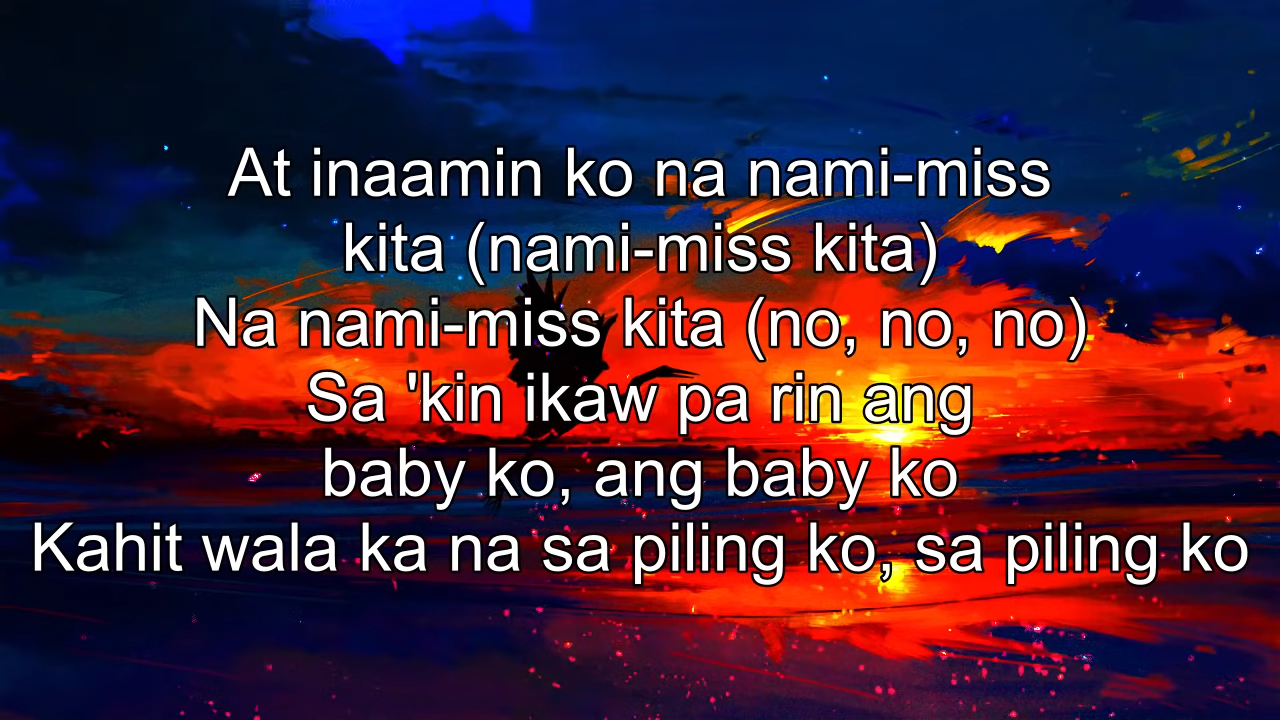 At inaamin ko na nami-miss
kita (nami-miss kita)
Na nami-miss kita (no, no, no)
Sa 'kin ikaw pa rin ang
baby ko, ang baby ko
Kahit wala ka na sa piling ko, sa piling ko